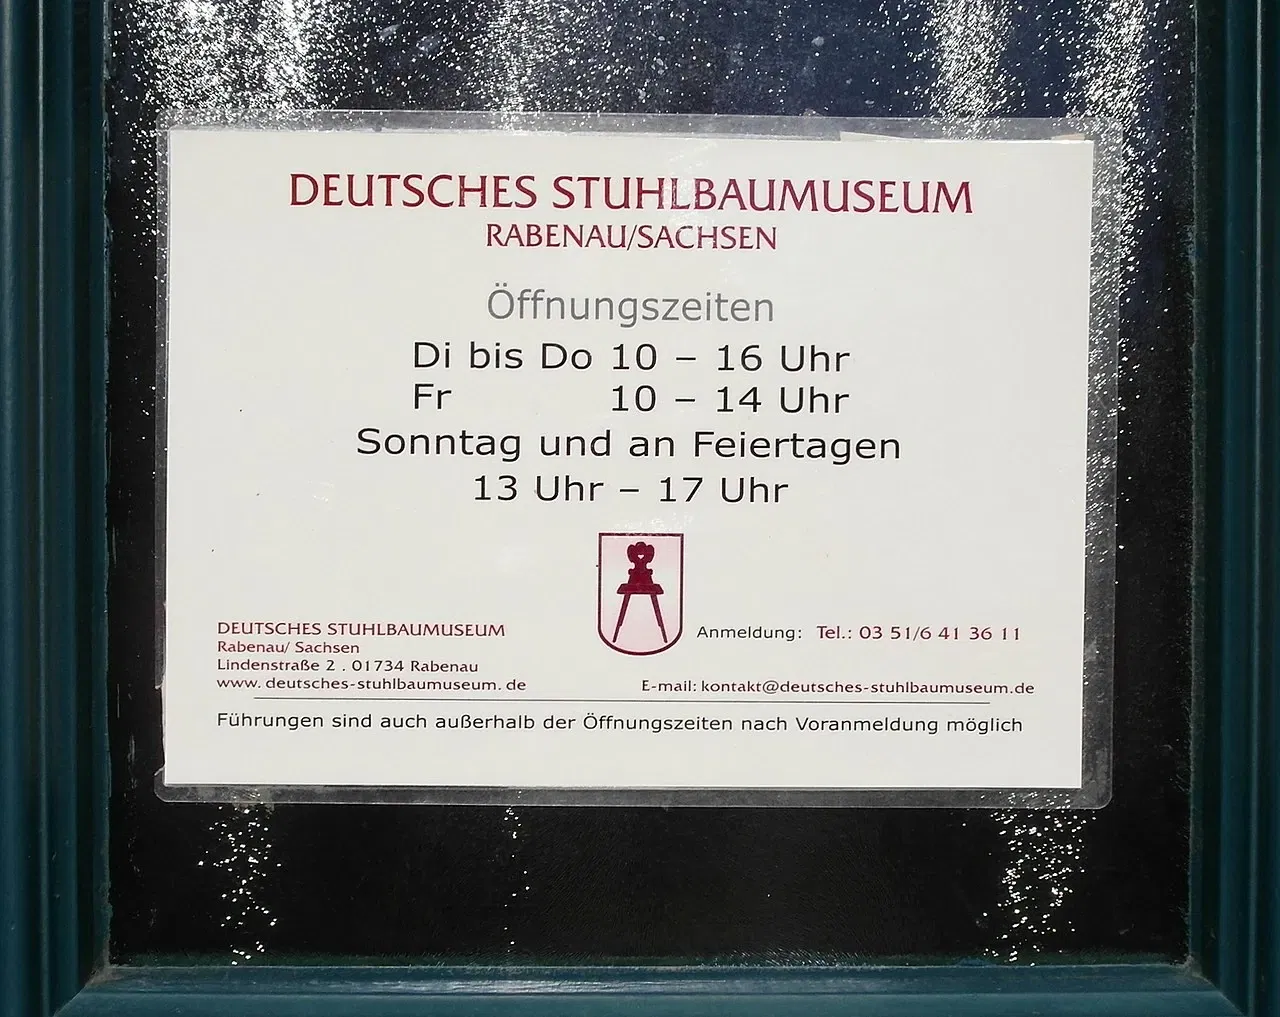 DEUTSCHES STUHLBAUMUSEUM
RABENAU/SACHSEN
Öffnungszeiten
Di bis Do 10 – 16 Uhr
Fr 10 – 14 Uhr
Sonntag und an Feiertagen
13 Uhr – 17 Uhr
DEUTSCHES STUHLBAUMUSEUM
Rabenau/ Sachsen
Lindenstraße 2 . 01734 Rabenau
www. deutsches-stuhlbaumuseum. de
Anmeldung: Tel.: 03 51/6 41 36 11
E-mail: kontakt@deutsches-stuhlbaumuseum.de
Führungen sind auch außerhalb der Öffnungszeiten nach Voranmeldung möglich